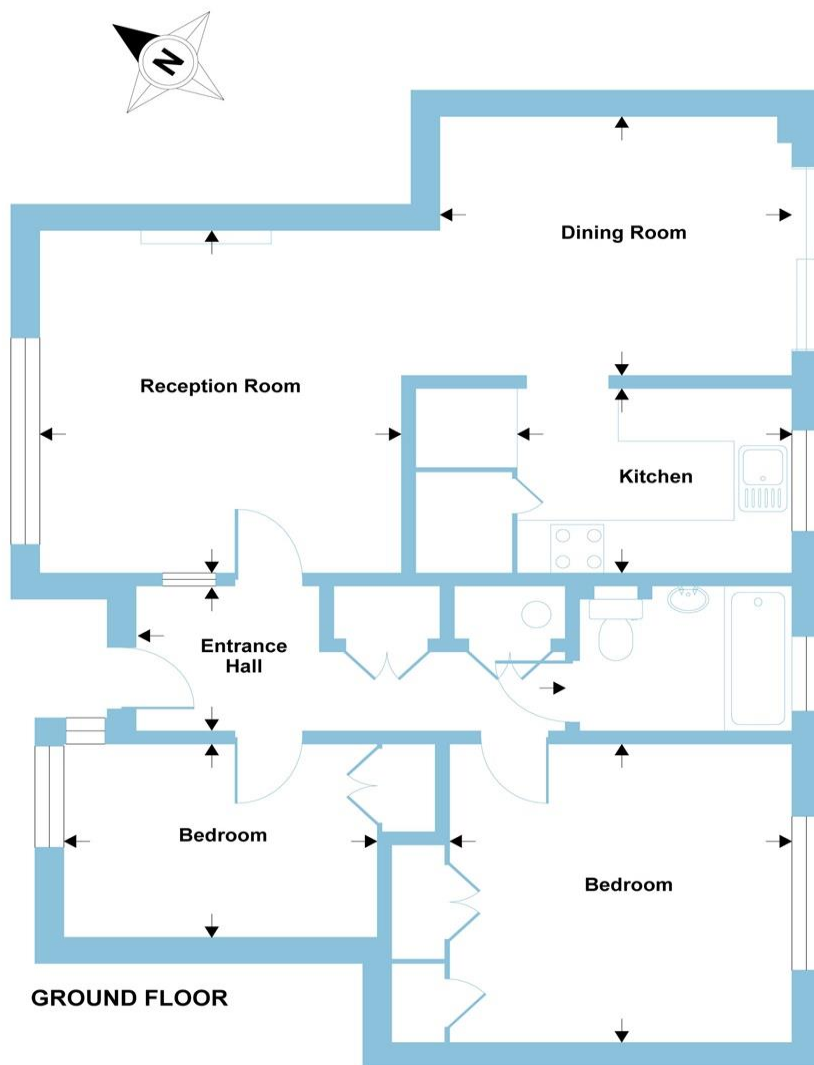 N
Dining Room
Reception Room
Kitchen
Entrance
Hall
Bedroom
Bedroom
GROUND FLOOR